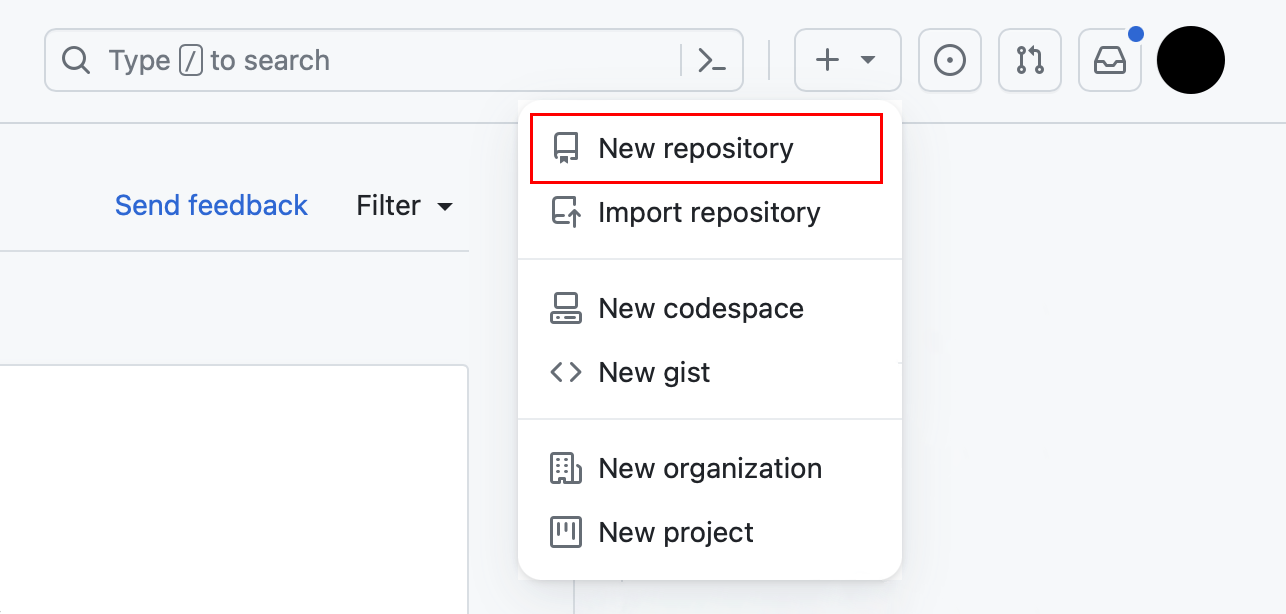 Type / to search
New repository
Send feedback
Filter
Import repository
New codespace
New gist
New organization
New project